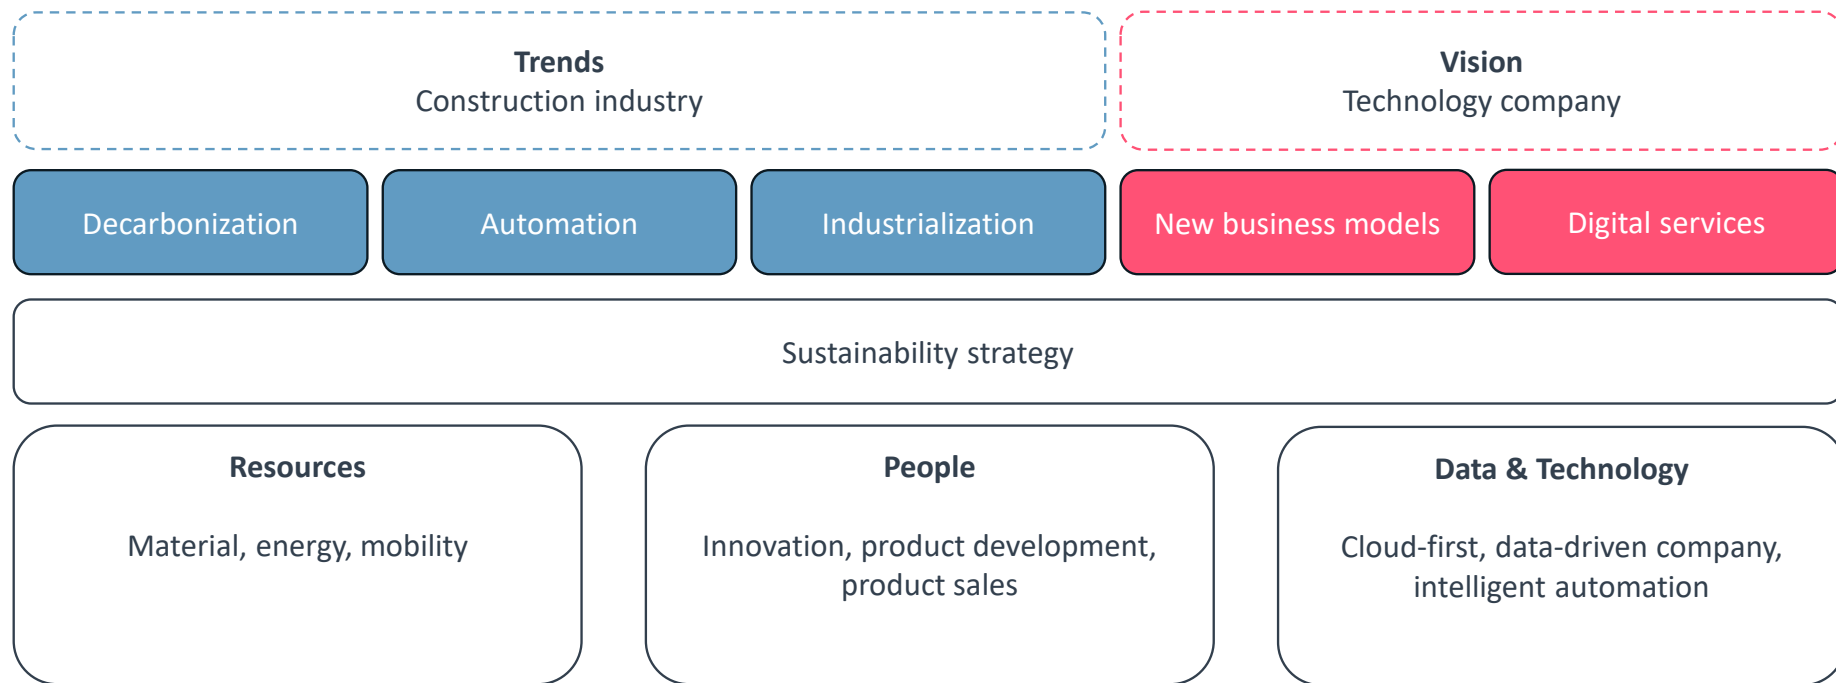 Trends
Construction industry
Vision
Technology company
Decarbonization
Automation
Industrialization
New business models
Digital services
Sustainability strategy
Resources
Material, energy, mobility
People
Innovation, product development,
product sales
Data & Technology
Cloud-first, data-driven company,
intelligent automation